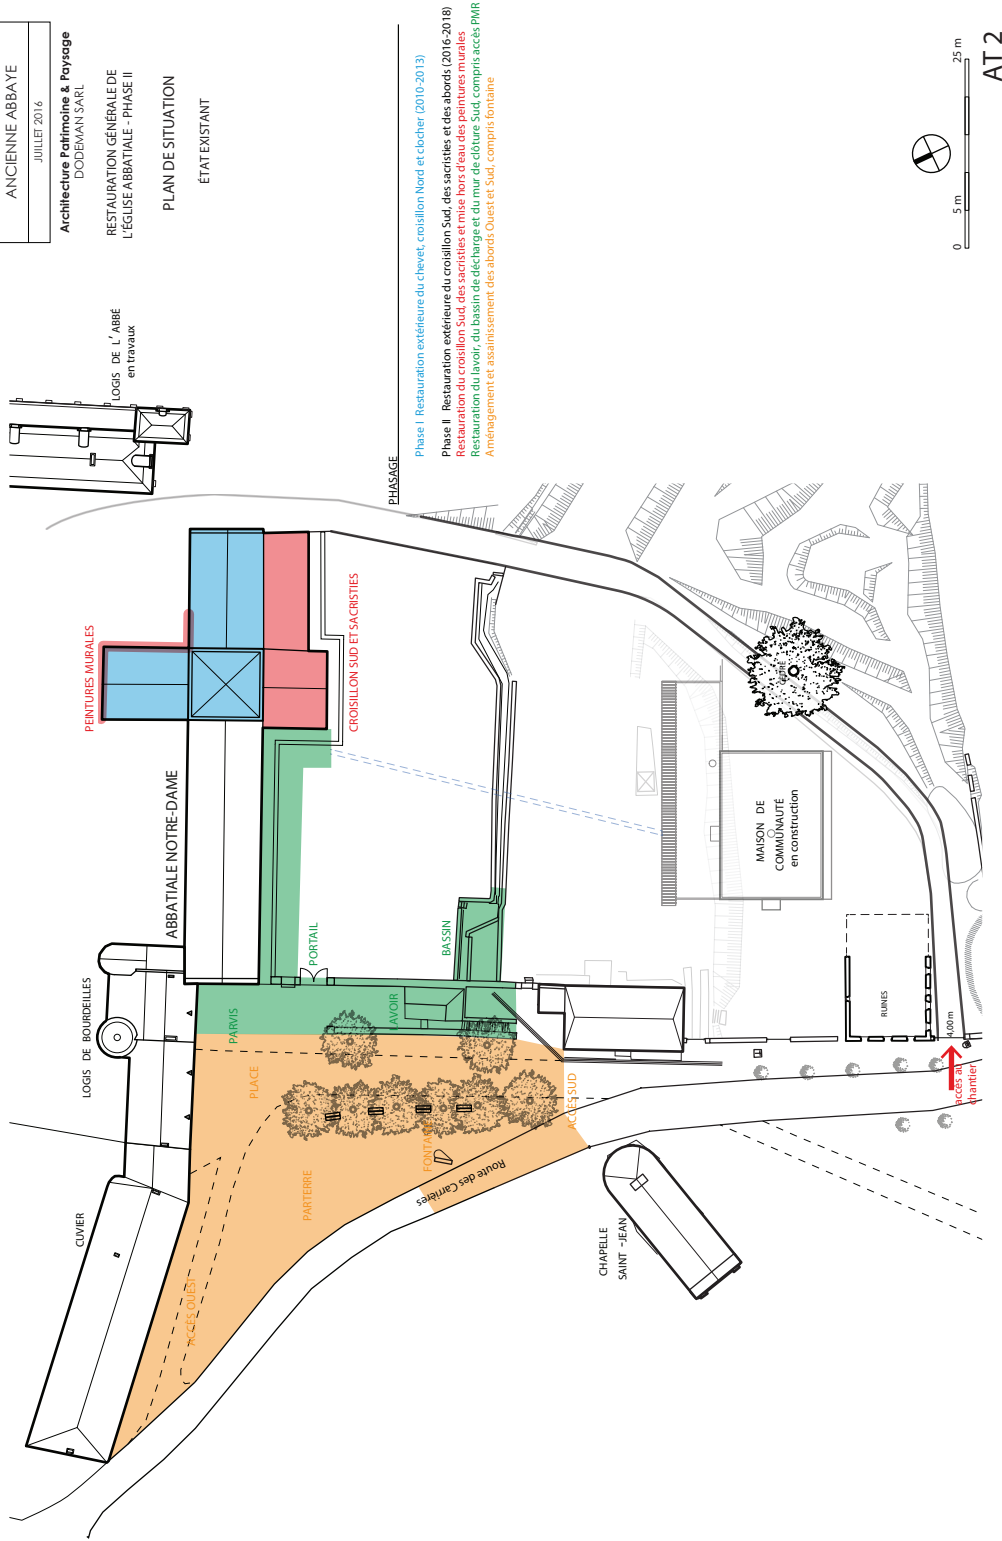 ANCIENNE ABBAYE
JUILLET 2016
Architecture Patrimoine & Paysage
DODEMAN SARL
RESTAURATION GÉNÉRALE DE
L'ÉGLISE ABBATIALE - PHASE II
PLAN DE SITUATION
ÉTAT EXISTANT
LOGIS DE L'ABBÉ
en travaux
PHASAGE
Phase I Restauration extérieure du chevet, croisillon Nord et clocher (2010-2013)
Phase II Restauration extérieure du croisillon Sud, des sacristies et des abords (2016-2018)
Restauration du croisillon Sud, des sacristies et mise hors d'eau des peintures murales
Restauration du lavoir, du bassin de décharge et du mur de clôture Sud, compris accès PMR
Aménagement et assainissement des abords Ouest et Sud, compris fontaine
0 5 m 25 m
AT 2
PEINTURES MURALES
CROISILLON SUD ET SACRISTIES
ABBATIALE NOTRE-DAME
LOGIS DE BOURDEILLES
CUVIER
PORTAIL
BASSIN
PARVIS
LAVOIR
PLACE
PARTERRE
FONTAINE
ACCÈS SUD
ACCÈS OUEST
Route des Carrières
CHAPELLE
SAINT -JEAN
MAISON DE
COMMUNAUTÉ
en construction
RUINES
4,00 m
accès au
chantier